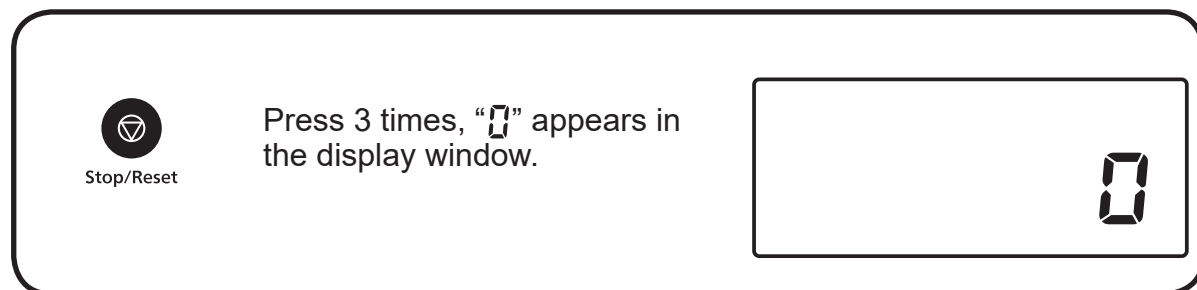 Press 3 times, “0” appears in
the display window.
Stop/Reset
0